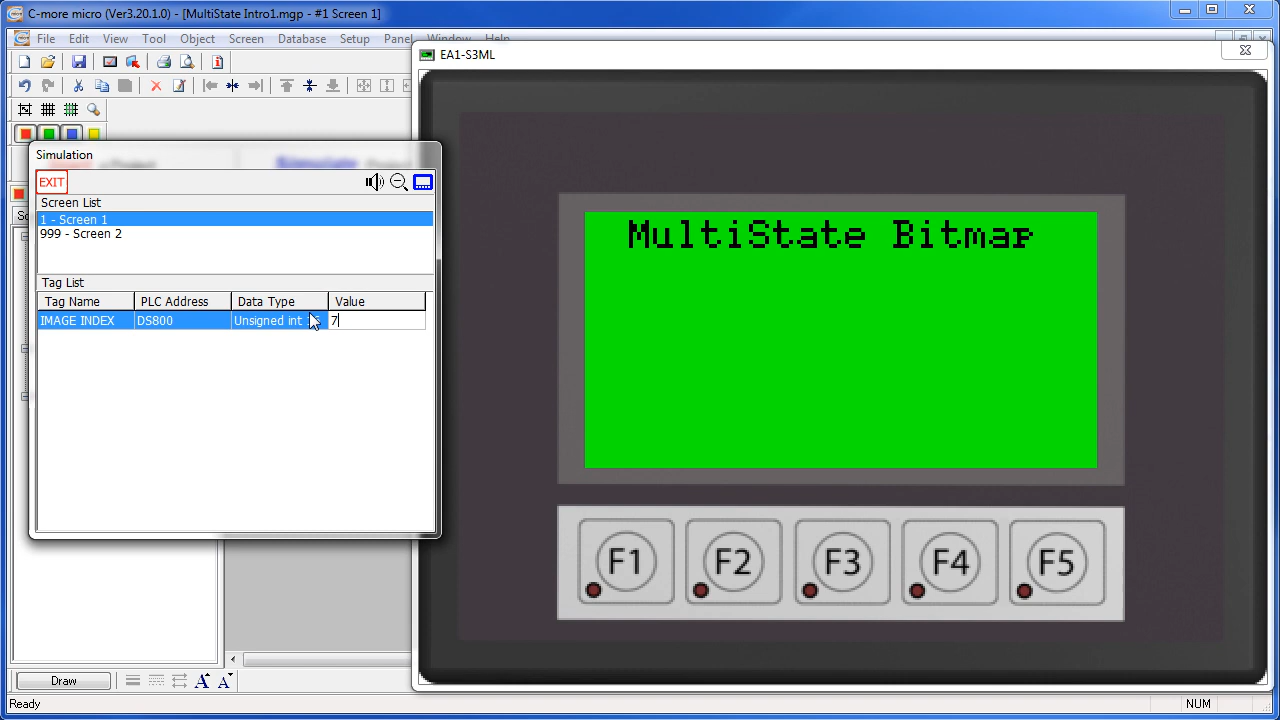 C-more micro (Ver3.20.1.0) - [MultiState Intro1.mgp - #1 Screen 1]
File Edit View Tool Object Screen Database Setup Panel Window Help
EA1-S3ML
Simulation
EXIT
Screen List
1 - Screen 1
999 - Screen 2
Tag List
Tag Name PLC Address Data Type Value
IMAGE INDEX DS800 Unsigned int 7
MultiState Bitmap
F1 F2 F3 F4 F5
Draw
A A
Ready
NUM